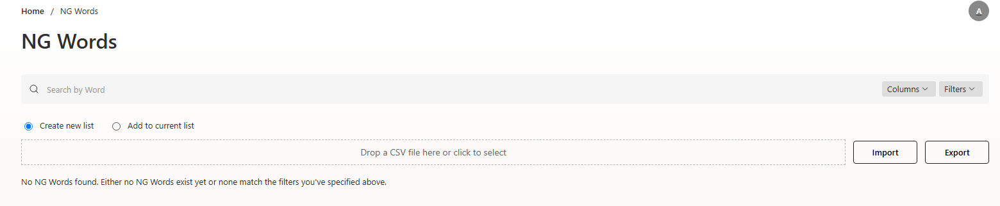 Home / NG Words
A
NG Words
Search by Word
Columns
Filters
Create new list
Add to current list
Drop a CSV file here or click to select
Import
Export
No NG Words found. Either no NG Words exist yet or none match the filters you've specified above.